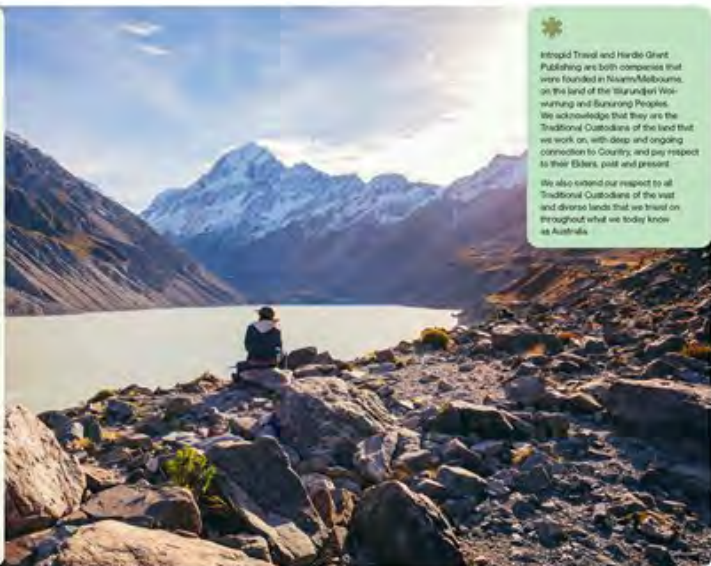 Intrepid Travel and Hardie Grant
Publishing are both companies that
were founded in Naarm/Melbourne,
on the land of the Wurundjeri Woi-
wurrung and Bunurong Peoples.
We acknowledge that they are the
Traditional Custodians of the land that
we work on, with deep and ongoing
connection to Country, and pay respect
to their Elders, past and present.
We also extend our respect to all
Traditional Custodians of the vast
and diverse lands that we travel on
throughout what we today know
as Australia.